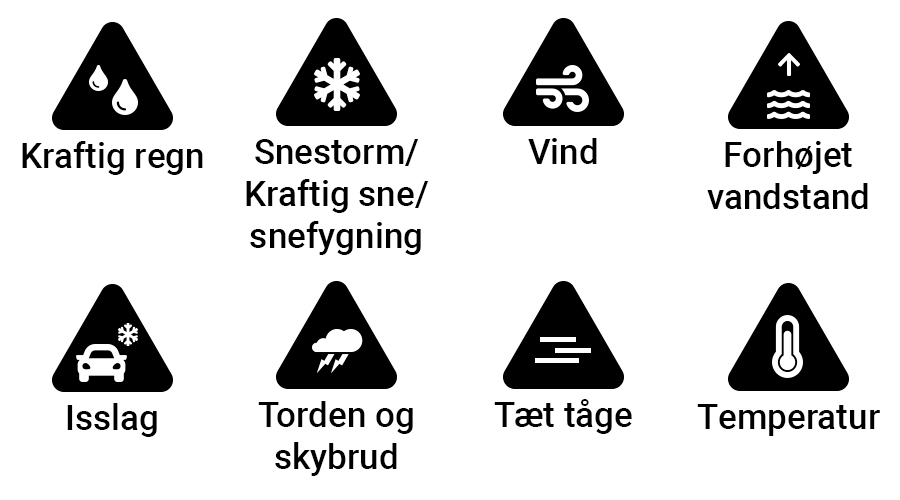 Kraftig regn
Snestorm/
Kraftig sne/
snefygning
Vind
Forhøjet
vandstand
Isslag
Torden og
skybrud
Tæt tåge
Temperatur